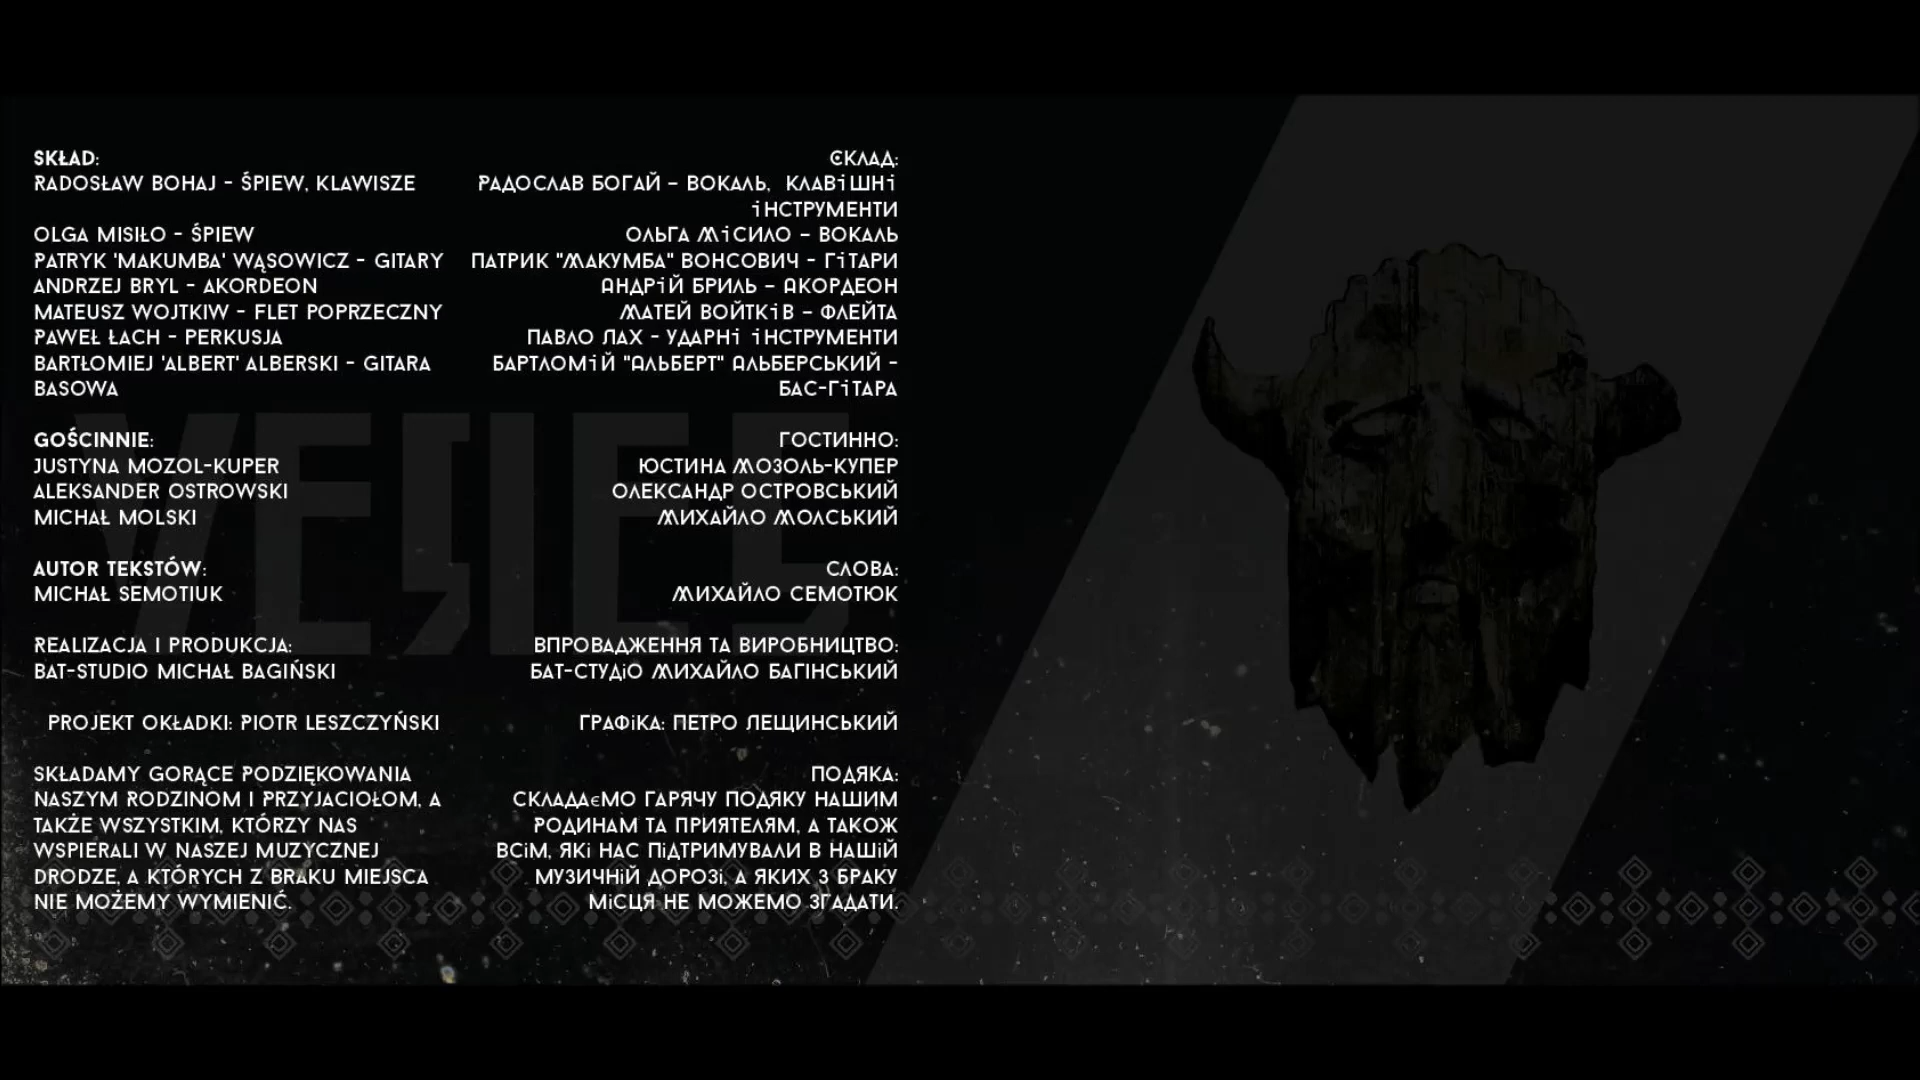 SKŁAD:
RADOSŁAW BOHAJ - ŚPIEW, KLAWISZE
OLGA MISIŁO - ŚPIEW
PATRYK 'MAKUMBA' WĄSOWICZ - GITARY
ANDRZEJ BRYL - AKORDEON
MATEUSZ WOJTKIW - FLET POPRZECZNY
PAWEŁ ŁACH - PERKUSJA
BARTŁOMIEJ 'ALBERT' ALBERSKI - GITARA
BASOWA
GOŚCINNIE:
JUSTYNA MOZOL-KUPER
ALEKSANDER OSTROWSKI
MICHAŁ MOLSKI
AUTOR TEKSTÓW:
MICHAŁ SEMOTIUK
REALIZACJA I PRODUKCJA:
BAT-STUDIO MICHAŁ BAGIŃSKI
PROJEKT OKŁADKI: PIOTR LESZCZYŃSKI
SKŁADAMY GORĄCE PODZIĘKOWANIA
NASZYM RODZINOM I PRZYJACIOŁOM, A
TAKŻE WSZYSTKIM, KTÓRZY NAS
WSPIERALI W NASZEJ MUZYCZNEJ
DRODZE, A KTÓRYCH Z BRAKU MIEJSCA
NIE MOŻEMY WYMIENIĆ.
СКЛАД:
РАДОСЛАВ БОГАЙ – ВОКАЛЬ, КЛАВіШНі
іНСТРУМЕНТИ
ОЛЬГА МіСИЛО – ВОКАЛЬ
ПАТРИК "МАКУМБА" ВОНСОВИЧ - ГіТАРИ
АНДРіЙ БРИЛЬ – АКОРДЕОН
МАТЕЙ ВОЙТКіВ – ФЛЕЙТА
ПАВЛО ЛАХ - УДАРНі іНСТРУМЕНТИ
БАРТЛОМіЙ "АЛЬБЕРТ" АЛЬБЕРСЬКИЙ –
БАС-ГіТАРА
ГОСТИННО:
ЮСТИНА МОЗОЛЬ-КУПЕР
ОЛЕКСАНДР ОСТРОВСЬКИЙ
МИХАЙЛО МОЛСЬКИЙ
СЛОВА:
МИХАЙЛО СЕМОТЮК
ВПРОВАДЖЕННЯ ТА ВИРОБНИЦТВО:
БАТ-СТУДіО МИХАЙЛО БАГІНСЬКИЙ
ГРАФіКА: ПЕТРО ЛЕЩИНСЬКИЙ
ПОДЯКА:
СКЛАДАєМО ГАРЯЧУ ПОДЯКУ НАШИМ
РОДИНАМ ТА ПРИЯТЕЛЯМ, А ТАКОЖ
ВСіМ, ЯКі НАС ПіДТРИМУВАЛИ В НАШіЙ
МУЗИЧНіЙ ДОРОЗі, А ЯКИХ З БРАКУ
МіСЦЯ НЕ МОЖЕМО ЗГАДАТИ.